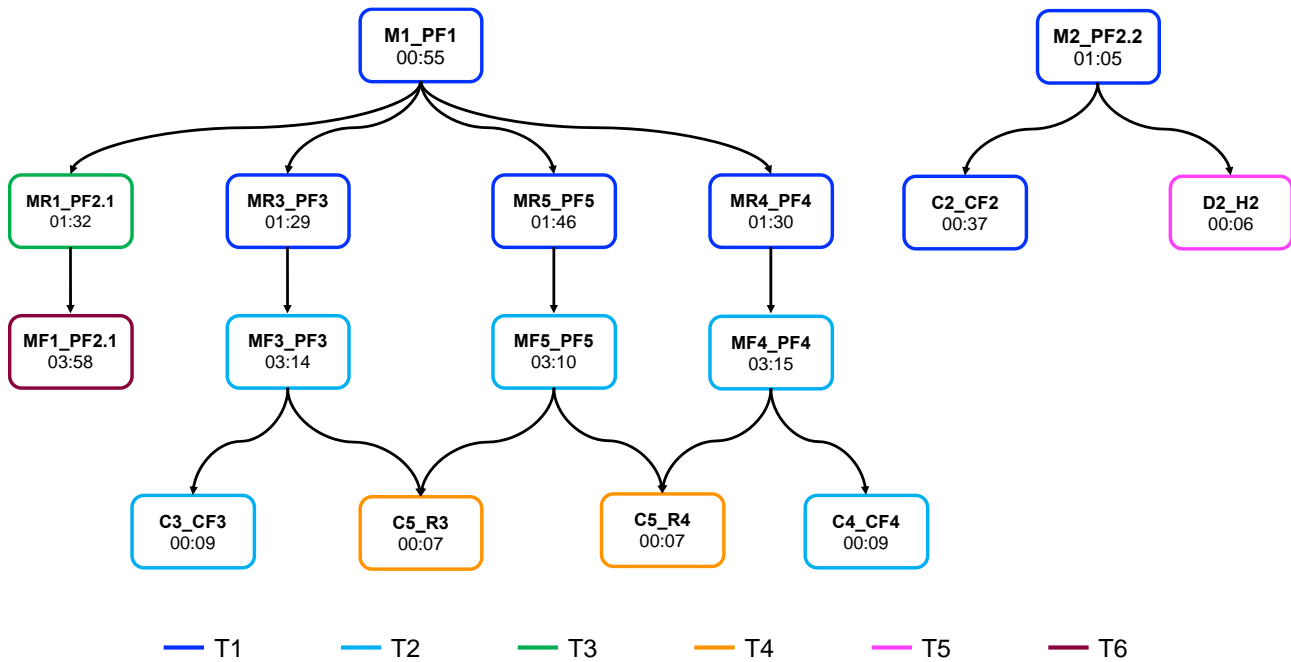 M1_PF1
00:55
M2_PF2.2
01:05
MR1_PF2.1
01:32
MR3_PF3
01:29
MR5_PF5
01:46
MR4_PF4
01:30
C2_CF2
00:37
D2_H2
00:06
MF1_PF2.1
03:58
MF3_PF3
03:14
MF5_PF5
03:10
MF4_PF4
03:15
C3_CF3
00:09
C5_R3
00:07
C5_R4
00:07
C4_CF4
00:09
T1 T2 T3 T4 T5 T6